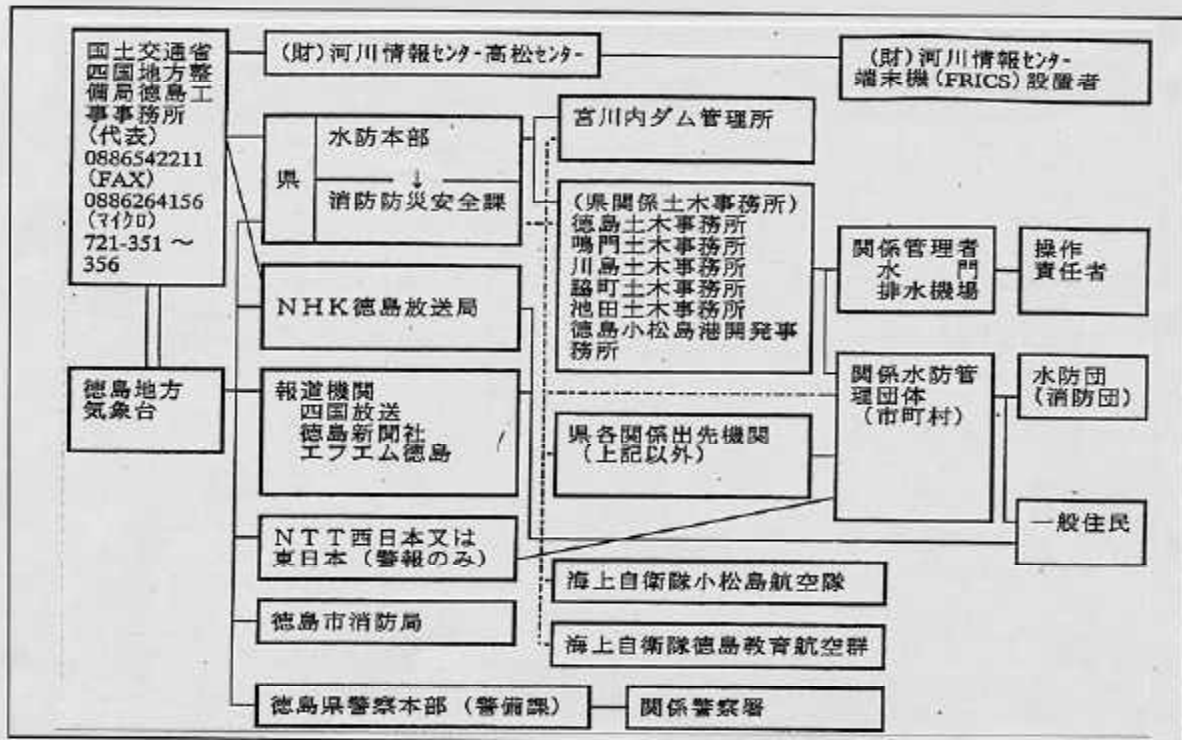 国土交通省
四国地方整
備局徳島工
事事務所
(代表)
0886542211
(FAX)
0886264156
(マイクロ)
721-351～
356
(財)河川情報センター高松センター
(財)河川情報センター
端末機(FRICS)設置者
県
水防本部
↓
消防防災安全課
宮川内ダム管理所
(県関係土木事務所)
徳島土木事務所
鳴門土木事務所
川島土木事務所
脇町土木事務所
池田土木事務所
徳島小松島港開発事
務所
関係管理者
水 門
排水機場
操作
責任者
NHK徳島放送局
徳島地方
気象台
報道機関
四国放送
徳島新聞社
エフエム徳島
県各関係出先機関
(上記以外)
関係水防管
理団体
(市町村)
水防団
(消防団)
一般住民
NTT西日本又は
東日本(警報のみ)
海上自衛隊小松島航空隊
徳島市消防局
海上自衛隊徳島教育航空群
徳島県警察本部(警備課)
関係警察署